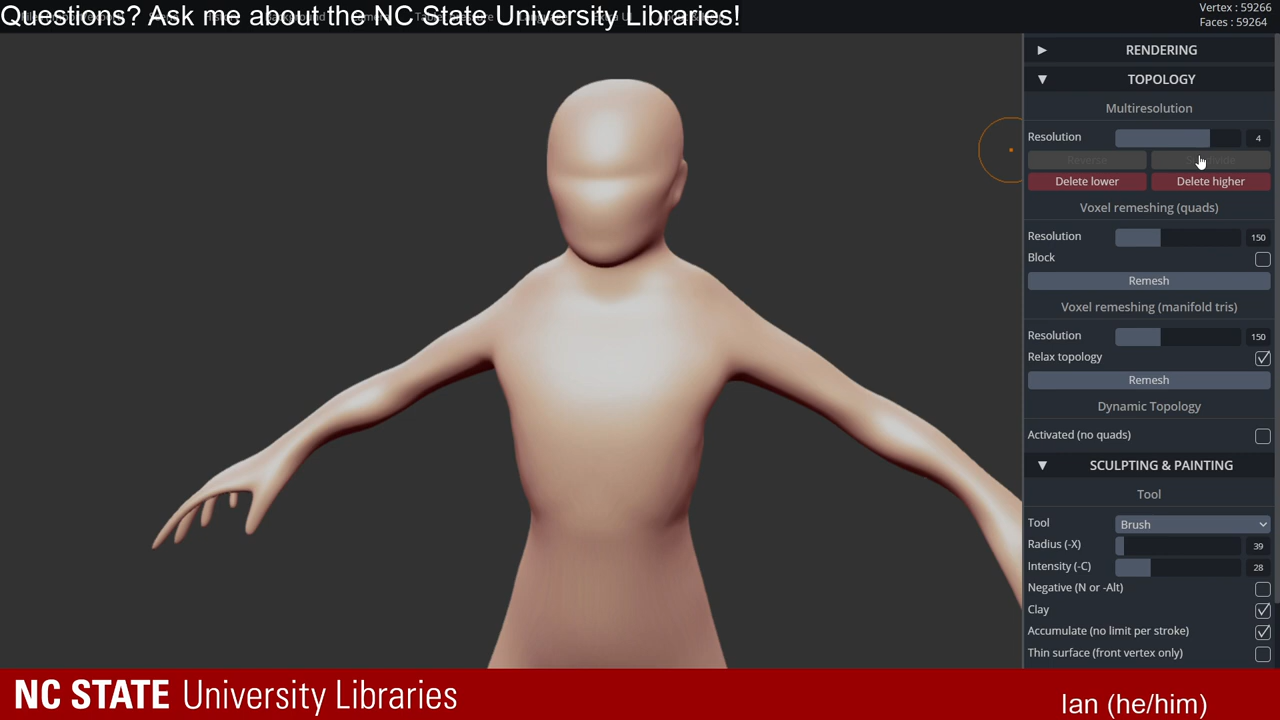 Questions? Ask me about the NC State University Libraries!
Vertex : 59266
Faces : 59264
RENDERING
TOPOLOGY
Multiresolution
Resolution 4
Reverse
Delete lower Delete higher
Voxel remeshing (quads)
Resolution 150
Block
Remesh
Voxel remeshing (manifold tris)
Resolution 150
Relax topology
Remesh
Dynamic Topology
Activated (no quads)
SCULPTING & PAINTING
Tool
Tool Brush
Radius (-X) 39
Intensity (-C) 28
Negative (N or -Alt)
Clay
Accumulate (no limit per stroke)
Thin surface (front vertex only)
NC STATE University Libraries
Ian (he/him)